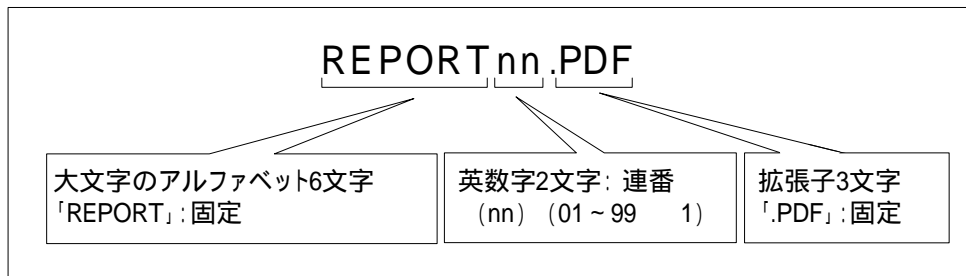 REPORTnn.PDF
大文字のアルファベット6文字
「REPORT」:固定
英数字2文字: 連番
(nn) (01~99 1)
拡張子3文字
「.PDF」:固定